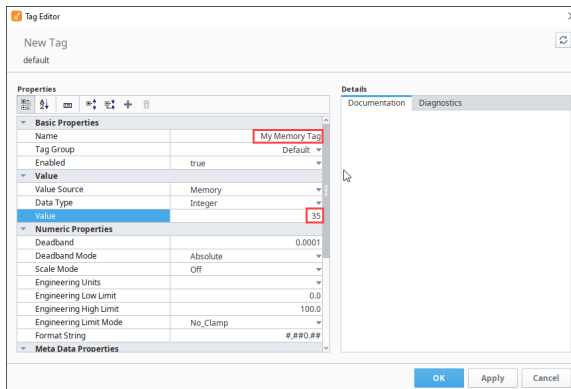 Tag Editor
New Tag
default
Properties
Details
Documentation Diagnostics
Basic Properties
Name My Memory Tag
Tag Group Default
Enabled true
Value
Value Source Memory
Data Type Integer
Value 35
Numeric Properties
Deadband 0.0001
Deadband Mode Absolute
Scale Mode Off
Engineering Units
Engineering Low Limit 0.0
Engineering High Limit 100.0
Engineering Limit Mode No_Clamp
Format String #,##0.##
Meta Data Properties
OK Apply Cancel